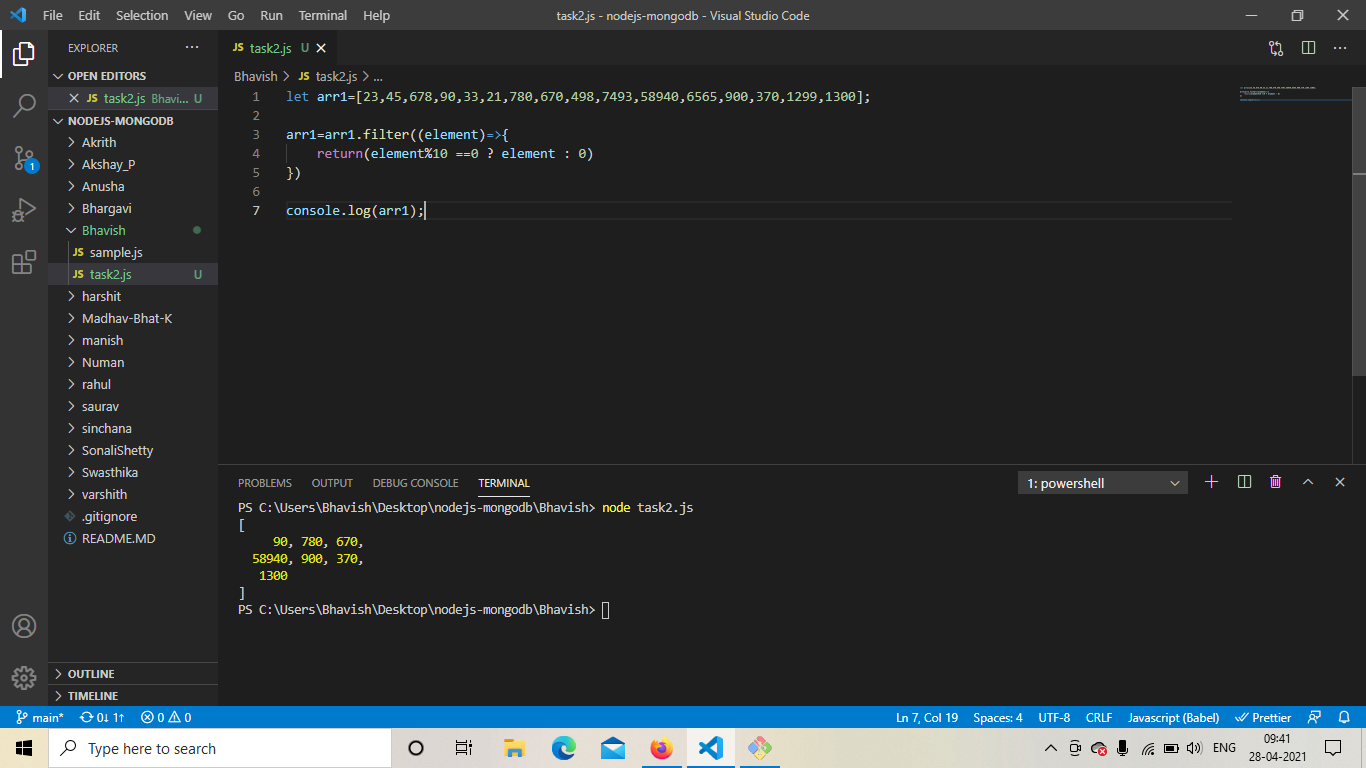 File Edit Selection View Go Run Terminal Help
task2.js - nodejs-mongodb - Visual Studio Code
EXPLORER
OPEN EDITORS
JS task2.js Bhavi... U
NODEJS-MONGODB
Akrith
Akshay_P
Anusha
Bhargavi
Bhavish
JS sample.js
JS task2.js U
harshit
Madhav-Bhat-K
manish
Numan
rahul
saurav
sinchana
SonaliShetty
Swasthika
varshith
.gitignore
README.MD
OUTLINE
TIMELINE
JS task2.js U
Bhavish > JS task2.js > ...
1 let arr1=[23,45,678,90,33,21,780,670,498,7493,58940,6565,900,370,1299,1300];
2
3 arr1=arr1.filter((element)=>{
4 return(element%10 ==0 ? element : 0)
5 })
6
7 console.log(arr1);
PROBLEMS OUTPUT DEBUG CONSOLE TERMINAL
1: powershell
PS C:\Users\Bhavish\Desktop\nodejs-mongodb\Bhavish> node task2.js
[
90, 780, 670,
58940, 900, 370,
1300
]
PS C:\Users\Bhavish\Desktop\nodejs-mongodb\Bhavish>
1
main* 0↓ 1↑ 0 0
Ln 7, Col 19 Spaces: 4 UTF-8 CRLF Javascript (Babel) Prettier
Type here to search
ENG
09:41
28-04-2021